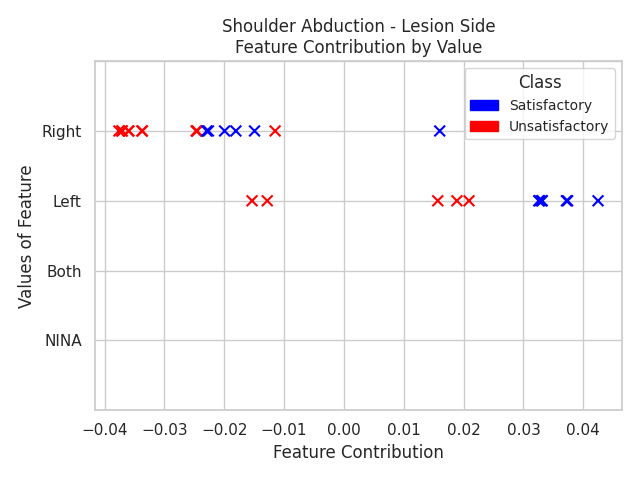 Shoulder Abduction - Lesion Side
Feature Contribution by Value
Class
Satisfactory
Unsatisfactory
Values of Feature
Right
Left
Both
NINA
−0.04 −0.03 −0.02 −0.01 0.00 0.01 0.02 0.03 0.04
Feature Contribution